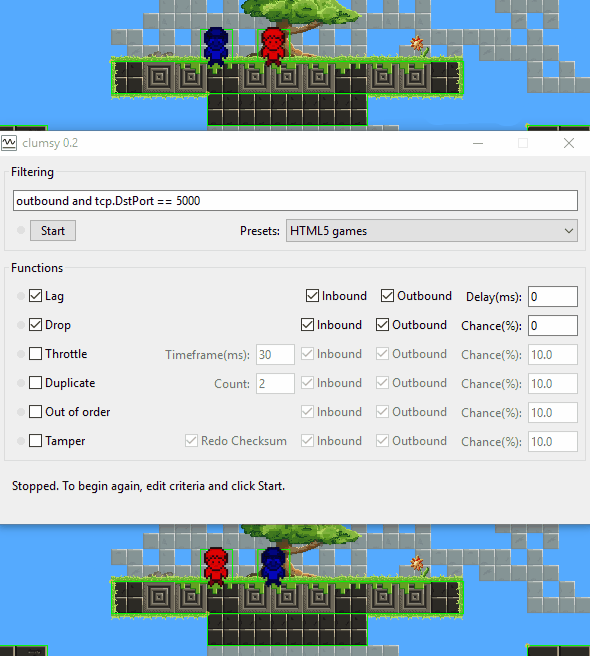 clumsy 0.2
Filtering
outbound and tcp.DstPort == 5000
Start Presets: HTML5 games
Functions
Lag Inbound Outbound Delay(ms): 0
Drop Inbound Outbound Chance(%): 0
Throttle Timeframe(ms): 30 Inbound Outbound Chance(%): 10.0
Duplicate Count: 2 Inbound Outbound Chance(%): 10.0
Out of order Inbound Outbound Chance(%): 10.0
Tamper Redo Checksum Inbound Outbound Chance(%): 10.0
Stopped. To begin again, edit criteria and click Start.